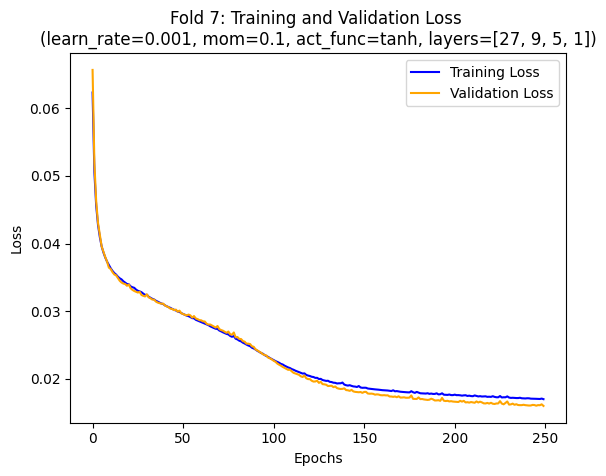 Fold 7: Training and Validation Loss
(learn_rate=0.001, mom=0.1, act_func=tanh, layers=[27, 9, 5, 1])
Training Loss
Validation Loss
Loss
0.06
0.05
0.04
0.03
0.02
0 50 100 150 200 250
Epochs